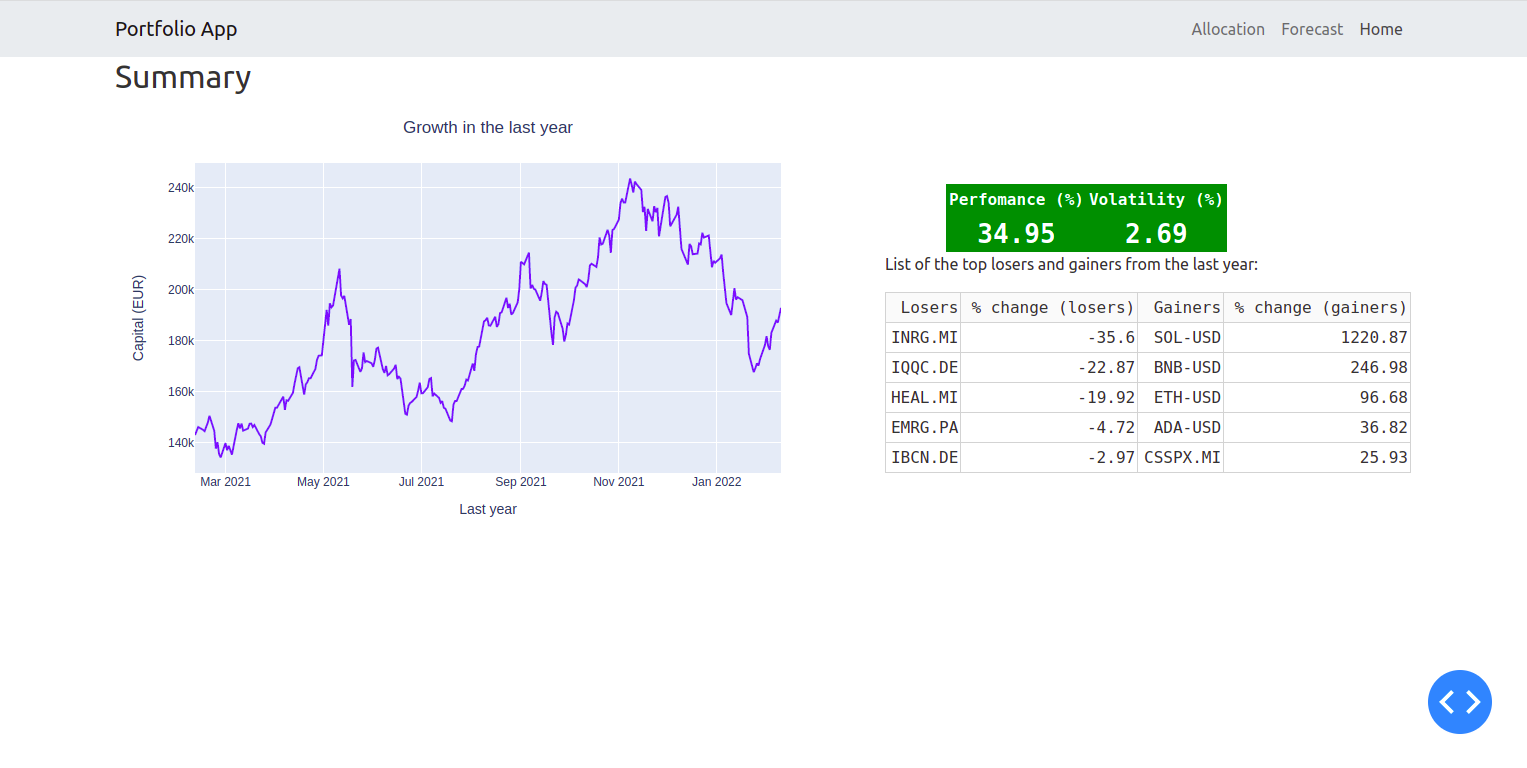 Portfolio App
Allocation Forecast Home
Summary
Growth in the last year
240k
220k
200k
180k
160k
140k
Capital (EUR)
Mar 2021 May 2021 Jul 2021 Sep 2021 Nov 2021 Jan 2022
Last year
Perfomance (%) Volatility (%)
34.95 2.69
List of the top losers and gainers from the last year:
Losers % change (losers) Gainers % change (gainers)
INRG.MI -35.6 SOL-USD 1220.87
IQQC.DE -22.87 BNB-USD 246.98
HEAL.MI -19.92 ETH-USD 96.68
EMRG.PA -4.72 ADA-USD 36.82
IBCN.DE -2.97 CSSPX.MI 25.93